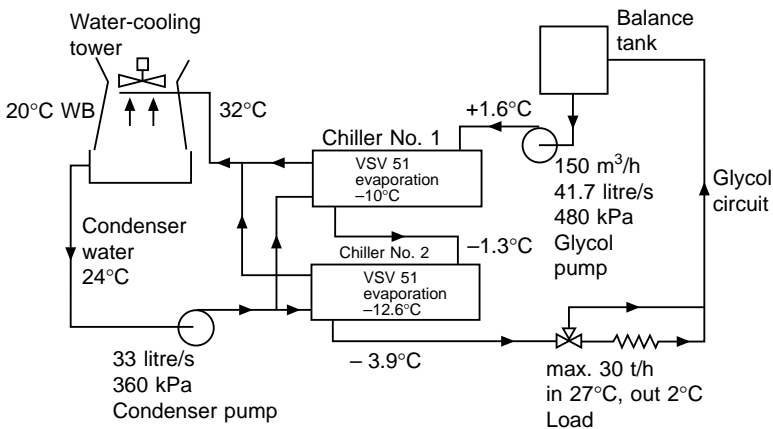 Water-cooling
tower
20°C WB
32°C
Balance
tank
+1.6°C
Chiller No. 1
VSV 51
evaporation
–10°C
150 m³/h
41.7 litre/s
480 kPa
Glycol
pump
Glycol
circuit
Condenser
water
24°C
–1.3°C
Chiller No. 2
VSV 51
evaporation
–12.6°C
– 3.9°C
33 litre/s
360 kPa
Condenser pump
max. 30 t/h
in 27°C, out 2°C
Load